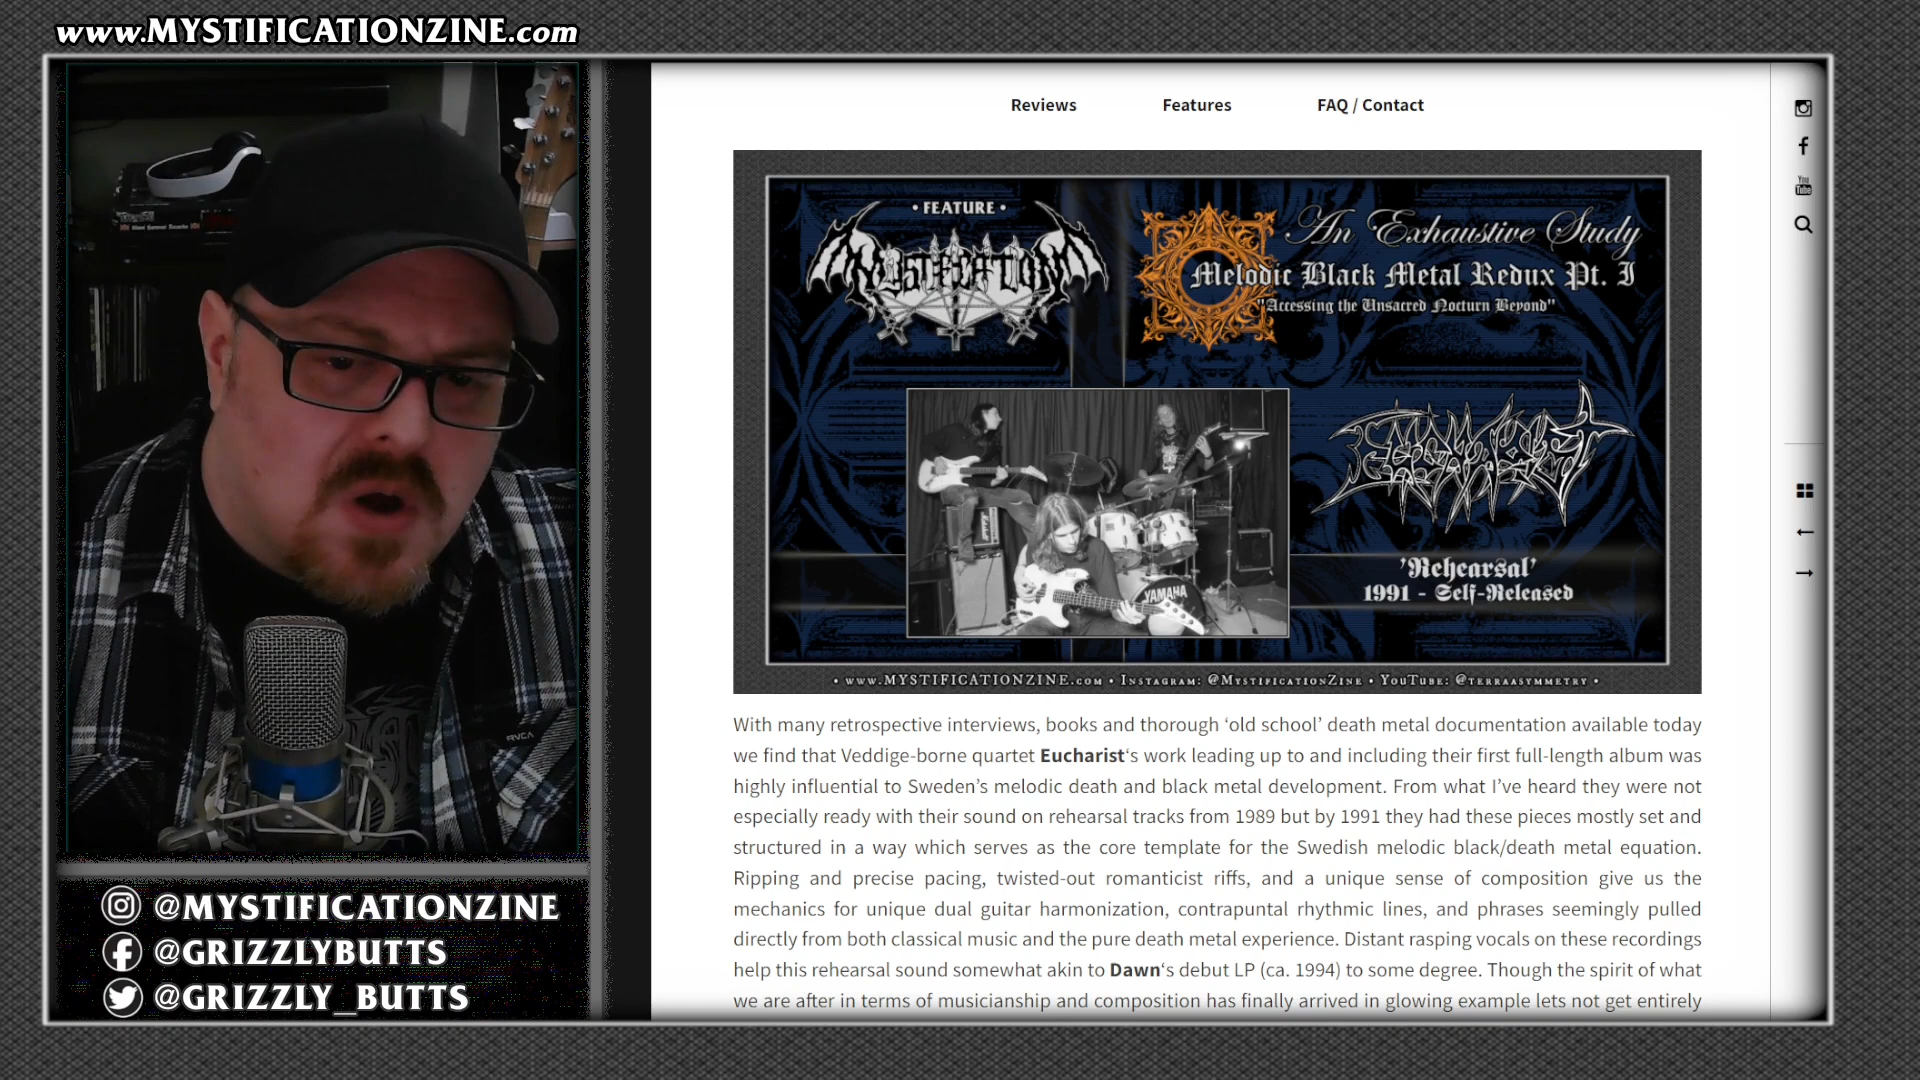 www.MYSTIFICATIONZINE.com
Reviews
Features
FAQ / Contact
• FEATURE •
MYSTIFICATION
An Exhaustive Study
Melodic Black Metal Redux Pt. I
"Accessing the Unsacred Nocturn Beyond"
EUCHARIST
YAMAHA
'Rehearsal'
1991 - Self-Released
• www.MYSTIFICATIONZINE.com • Instagram: @MystificationZine • YouTube: @terraasymmetry •
With many retrospective interviews, books and thorough ‘old school’ death metal documentation available today
we find that Veddige-borne quartet Eucharist‘s work leading up to and including their first full-length album was
highly influential to Sweden’s melodic death and black metal development. From what I’ve heard they were not
especially ready with their sound on rehearsal tracks from 1989 but by 1991 they had these pieces mostly set and
structured in a way which serves as the core template for the Swedish melodic black/death metal equation.
Ripping and precise pacing, twisted-out romanticist riffs, and a unique sense of composition give us the
mechanics for unique dual guitar harmonization, contrapuntal rhythmic lines, and phrases seemingly pulled
directly from both classical music and the pure death metal experience. Distant rasping vocals on these recordings
help this rehearsal sound somewhat akin to Dawn‘s debut LP (ca. 1994) to some degree. Though the spirit of what
we are after in terms of musicianship and composition has finally arrived in glowing example lets not get entirely
You
Tube
RVCA
@MYSTIFICATIONZINE
@GRIZZLYBUTTS
@GRIZZLY_BUTTS